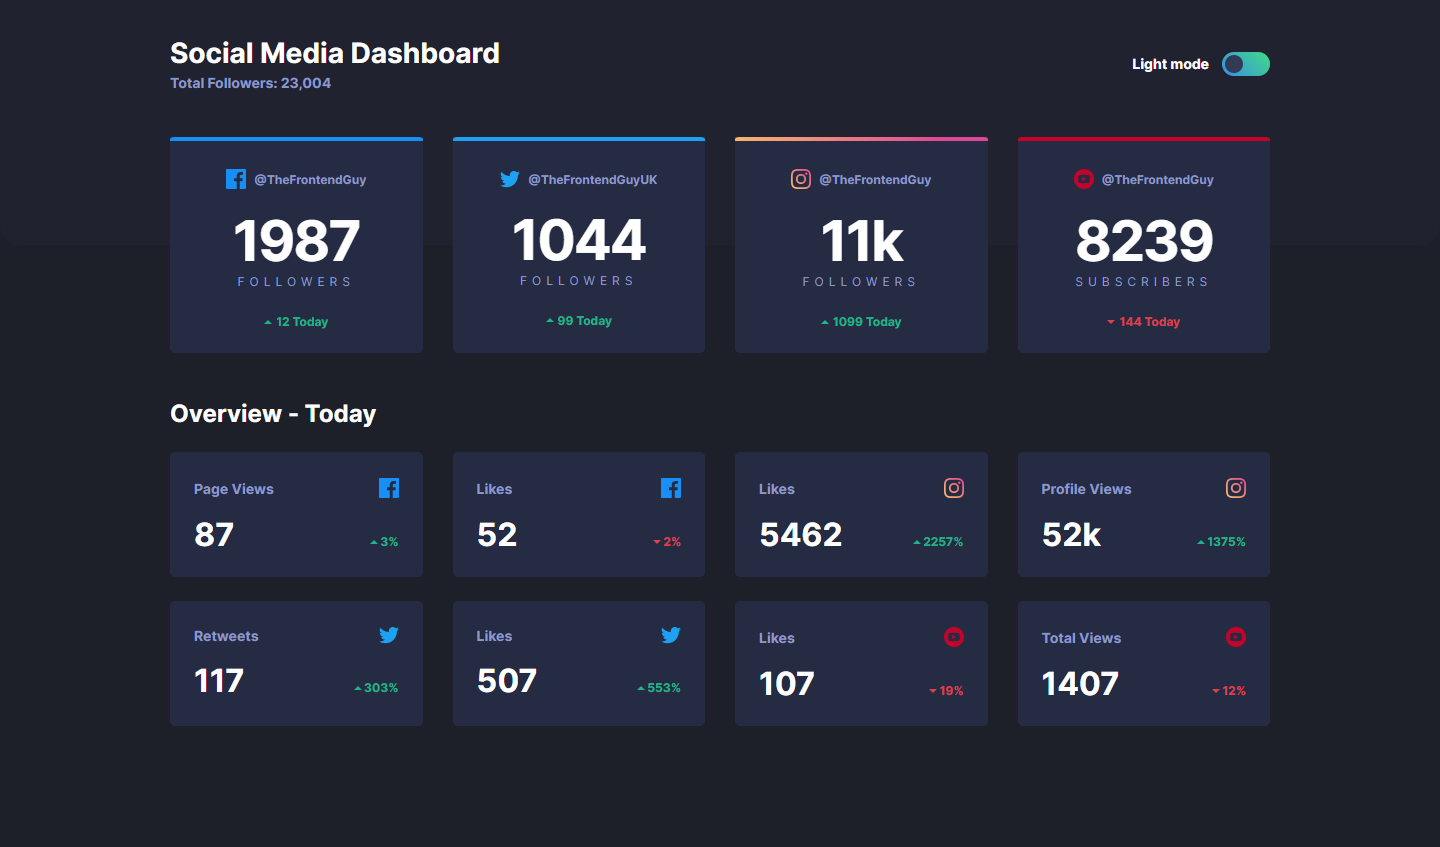 Social Media Dashboard
Total Followers: 23,004
Light mode
@TheFrontendGuy
1987
FOLLOWERS
12 Today
@TheFrontendGuyUK
1044
FOLLOWERS
99 Today
@TheFrontendGuy
11k
FOLLOWERS
1099 Today
@TheFrontendGuy
8239
SUBSCRIBERS
144 Today
Overview - Today
Page Views
87
3%
Likes
52
2%
Likes
5462
2257%
Profile Views
52k
1375%
Retweets
117
303%
Likes
507
553%
Likes
107
19%
Total Views
1407
12%